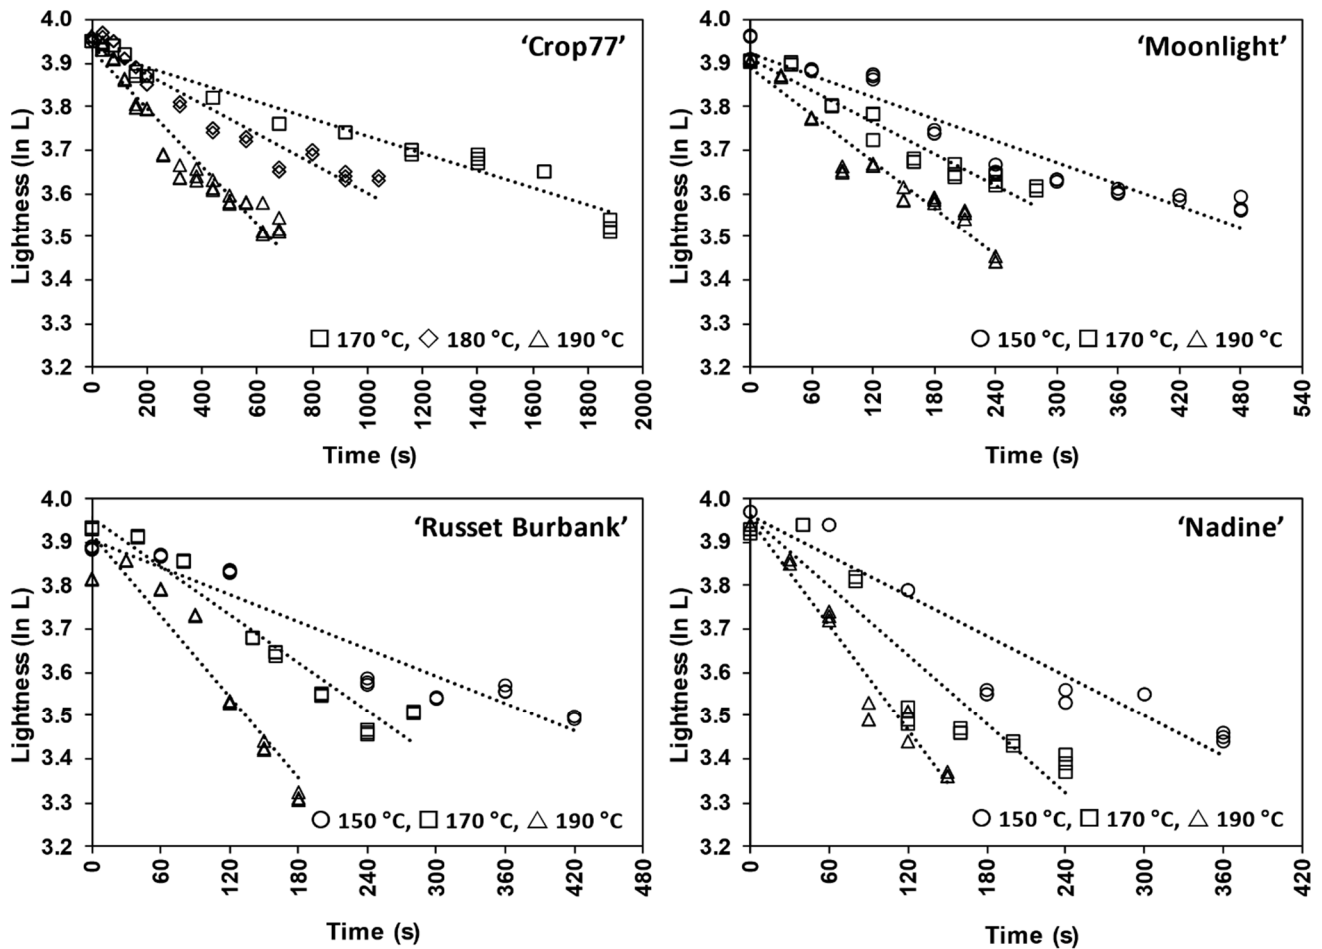 4.0
3.9
3.8
3.7
3.6
3.5
3.4
3.3
3.2
Lightness (ln L)
‘Crop77’
170 °C, 180 °C, 190 °C
0 200 400 600 800 1000 1200 1400 1600 1800 2000
Time (s)
4.0
3.9
3.8
3.7
3.6
3.5
3.4
3.3
3.2
Lightness (ln L)
‘Moonlight’
150 °C, 170 °C, 190 °C
0 60 120 180 240 300 360 420 480 540
Time (s)
4.0
3.9
3.8
3.7
3.6
3.5
3.4
3.3
3.2
Lightness (ln L)
‘Russet Burbank’
150 °C, 170 °C, 190 °C
0 60 120 180 240 300 360 420 480
Time (s)
4.0
3.9
3.8
3.7
3.6
3.5
3.4
3.3
3.2
Lightness (ln L)
‘Nadine’
150 °C, 170 °C, 190 °C
0 60 120 180 240 300 360 420
Time (s)